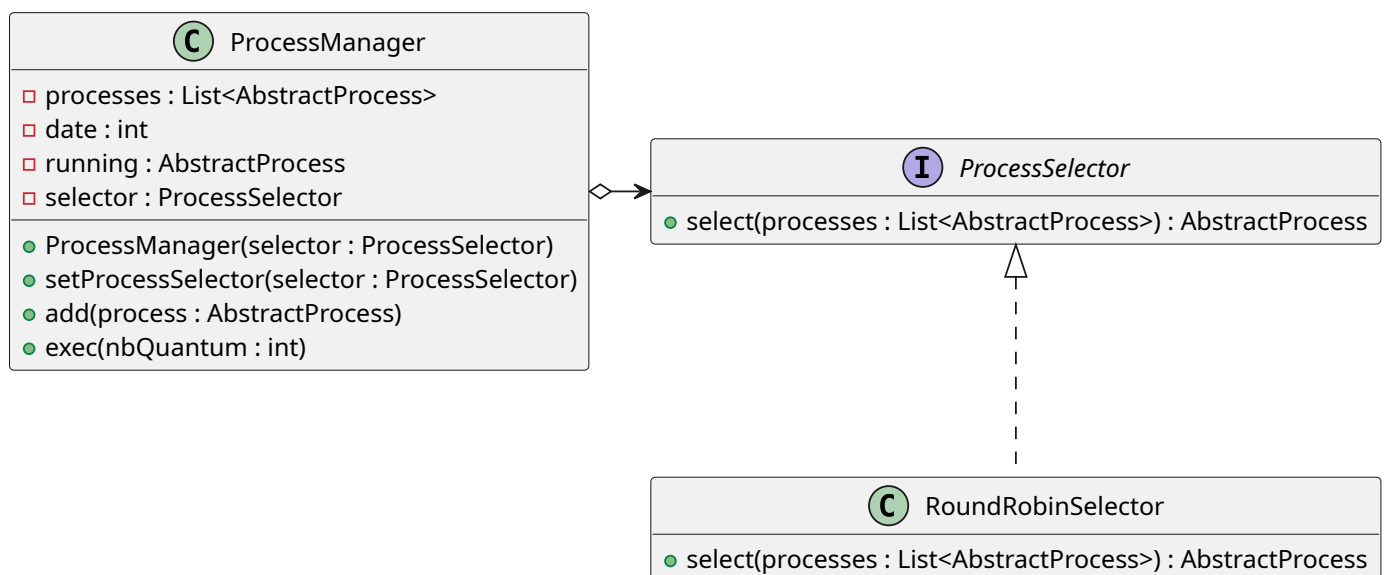 C ProcessManager
processes : List<AbstractProcess>
date : int
running : AbstractProcess
selector : ProcessSelector
ProcessManager(selector : ProcessSelector)
setProcessSelector(selector : ProcessSelector)
add(process : AbstractProcess)
exec(nbQuantum : int)
I ProcessSelector
select(processes : List<AbstractProcess>) : AbstractProcess
C RoundRobinSelector
select(processes : List<AbstractProcess>) : AbstractProcess